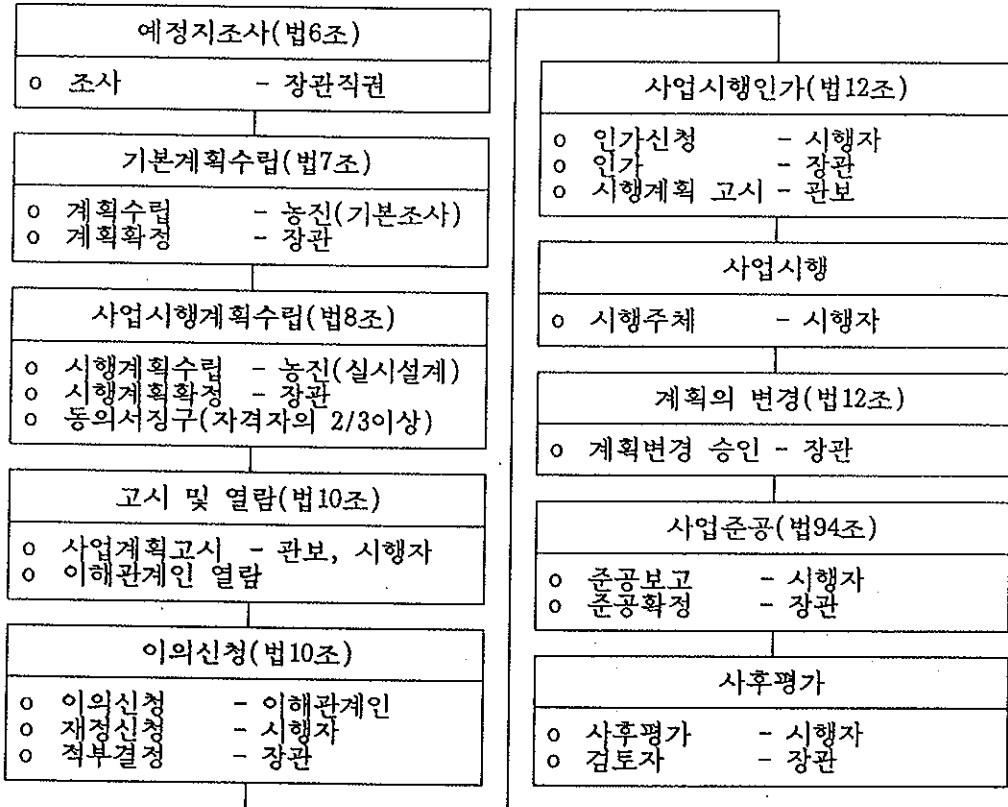 예정지조사(법6조)
o 조사 - 장관직권
기본계획수립(법7조)
o 계획수립 - 농진(기본조사)
o 계획확정 - 장관
사업시행계획수립(법8조)
o 시행계획수립 - 농진(실시설계)
o 시행계획확정 - 장관
o 동의서징구(자격자의 2/3이상)
고시 및 열람(법10조)
o 사업계획고시 - 관보, 시행자
o 이해관계인 열람
이의신청(법10조)
o 이의신청 - 이해관계인
o 재정신청 - 시행자
o 적부결정 - 장관
사업시행인가(법12조)
o 인가신청 - 시행자
o 인가 - 장관
o 시행계획 고시 - 관보
사업시행
o 시행주체 - 시행자
계획의 변경(법12조)
o 계획변경 승인 - 장관
사업준공(법94조)
o 준공보고 - 시행자
o 준공확정 - 장관
사후평가
o 사후평가 - 시행자
o 검토자 - 장관